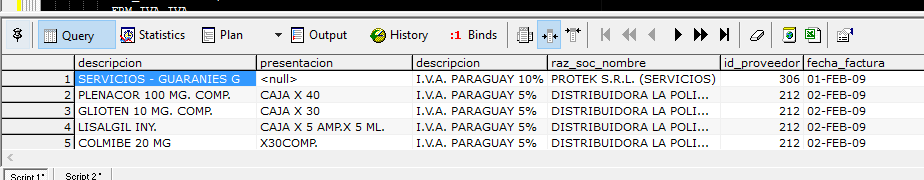 FRM_IVA IVA
Query Statistics Plan Output History :1 Binds
descripcion presentacion descripcion raz_soc_nombre id_proveedor fecha_factura
1 SERVICIOS - GUARANIES G <null> I.V.A. PARAGUAY 10% PROTEK S.R.L. (SERVICIOS) 306 01-FEB-09
2 PLENACOR 100 MG. COMP. CAJA X 40 I.V.A. PARAGUAY 5% DISTRIBUIDORA LA POLI... 212 02-FEB-09
3 GLIOTEN 10 MG. COMP. CAJA X 30 I.V.A. PARAGUAY 5% DISTRIBUIDORA LA POLI... 212 02-FEB-09
4 LISALGIL INY. CAJA X 5 AMP.X 5 ML. I.V.A. PARAGUAY 5% DISTRIBUIDORA LA POLI... 212 02-FEB-09
5 COLMIBE 20 MG X30COMP. I.V.A. PARAGUAY 5% DISTRIBUIDORA LA POLI... 212 02-FEB-09
Script 1* Script 2*